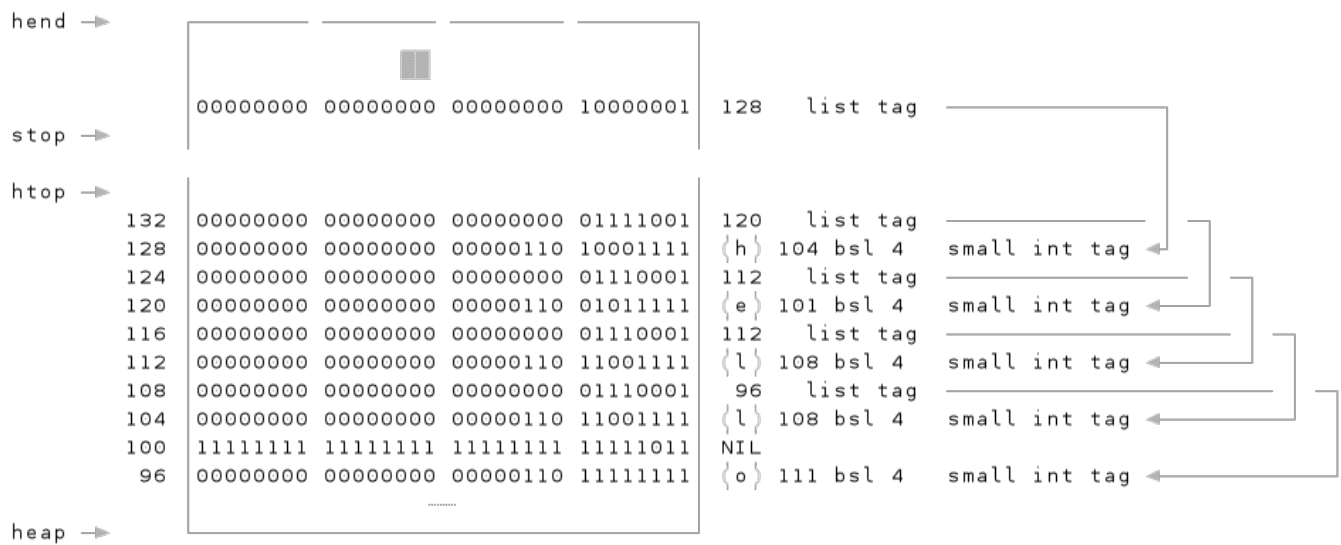 hend
00000000 00000000 00000000 10000001 128 list tag
stop
htop
132 00000000 00000000 00000000 01111001 120 list tag
128 00000000 00000000 00000110 10001111 (h) 104 bsl 4 small int tag
124 00000000 00000000 00000000 01110001 112 list tag
120 00000000 00000000 00000110 01011111 (e) 101 bsl 4 small int tag
116 00000000 00000000 00000000 01110001 112 list tag
112 00000000 00000000 00000110 11001111 (l) 108 bsl 4 small int tag
108 00000000 00000000 00000000 01110001 96 list tag
104 00000000 00000000 00000110 11001111 (l) 108 bsl 4 small int tag
100 11111111 11111111 11111111 11111011 NIL
96 00000000 00000000 00000110 11111111 (o) 111 bsl 4 small int tag
heap